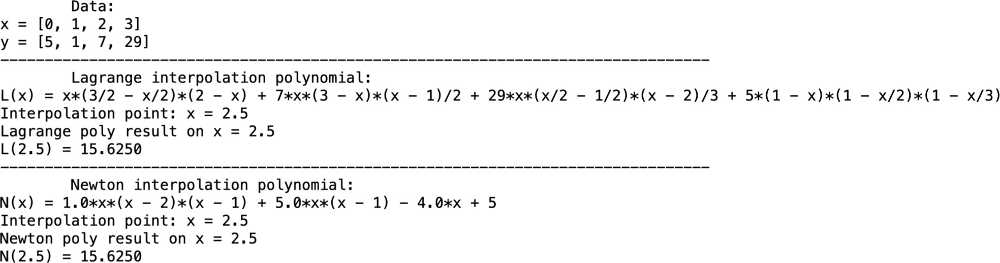 Data:
x = [0, 1, 2, 3]
y = [5, 1, 7, 29]
--------------------------------------------------------------------------------
Lagrange interpolation polynomial:
L(x) = x*(3/2 - x/2)*(2 - x) + 7*x*(3 - x)*(x - 1)/2 + 29*x*(x/2 - 1/2)*(x - 2)/3 + 5*(1 - x)*(1 - x/2)*(1 - x/3)
Interpolation point: x = 2.5
Lagrange poly result on x = 2.5
L(2.5) = 15.6250
--------------------------------------------------------------------------------
Newton interpolation polynomial:
N(x) = 1.0*x*(x - 2)*(x - 1) + 5.0*x*(x - 1) - 4.0*x + 5
Interpolation point: x = 2.5
Newton poly result on x = 2.5
N(2.5) = 15.6250